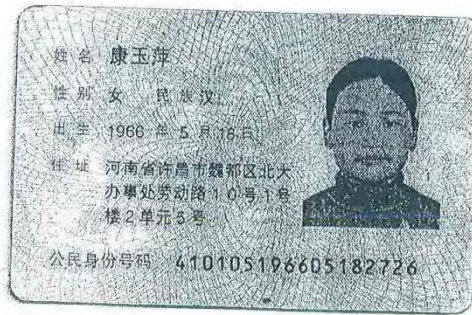 姓名 康玉萍
性别 女 民族 汉
出生 1966 年 5 月 18 日
住址 河南省许昌市魏都区北大
办事处劳动路10号1号
楼2单元5号
公民身份号码 410105196605182726